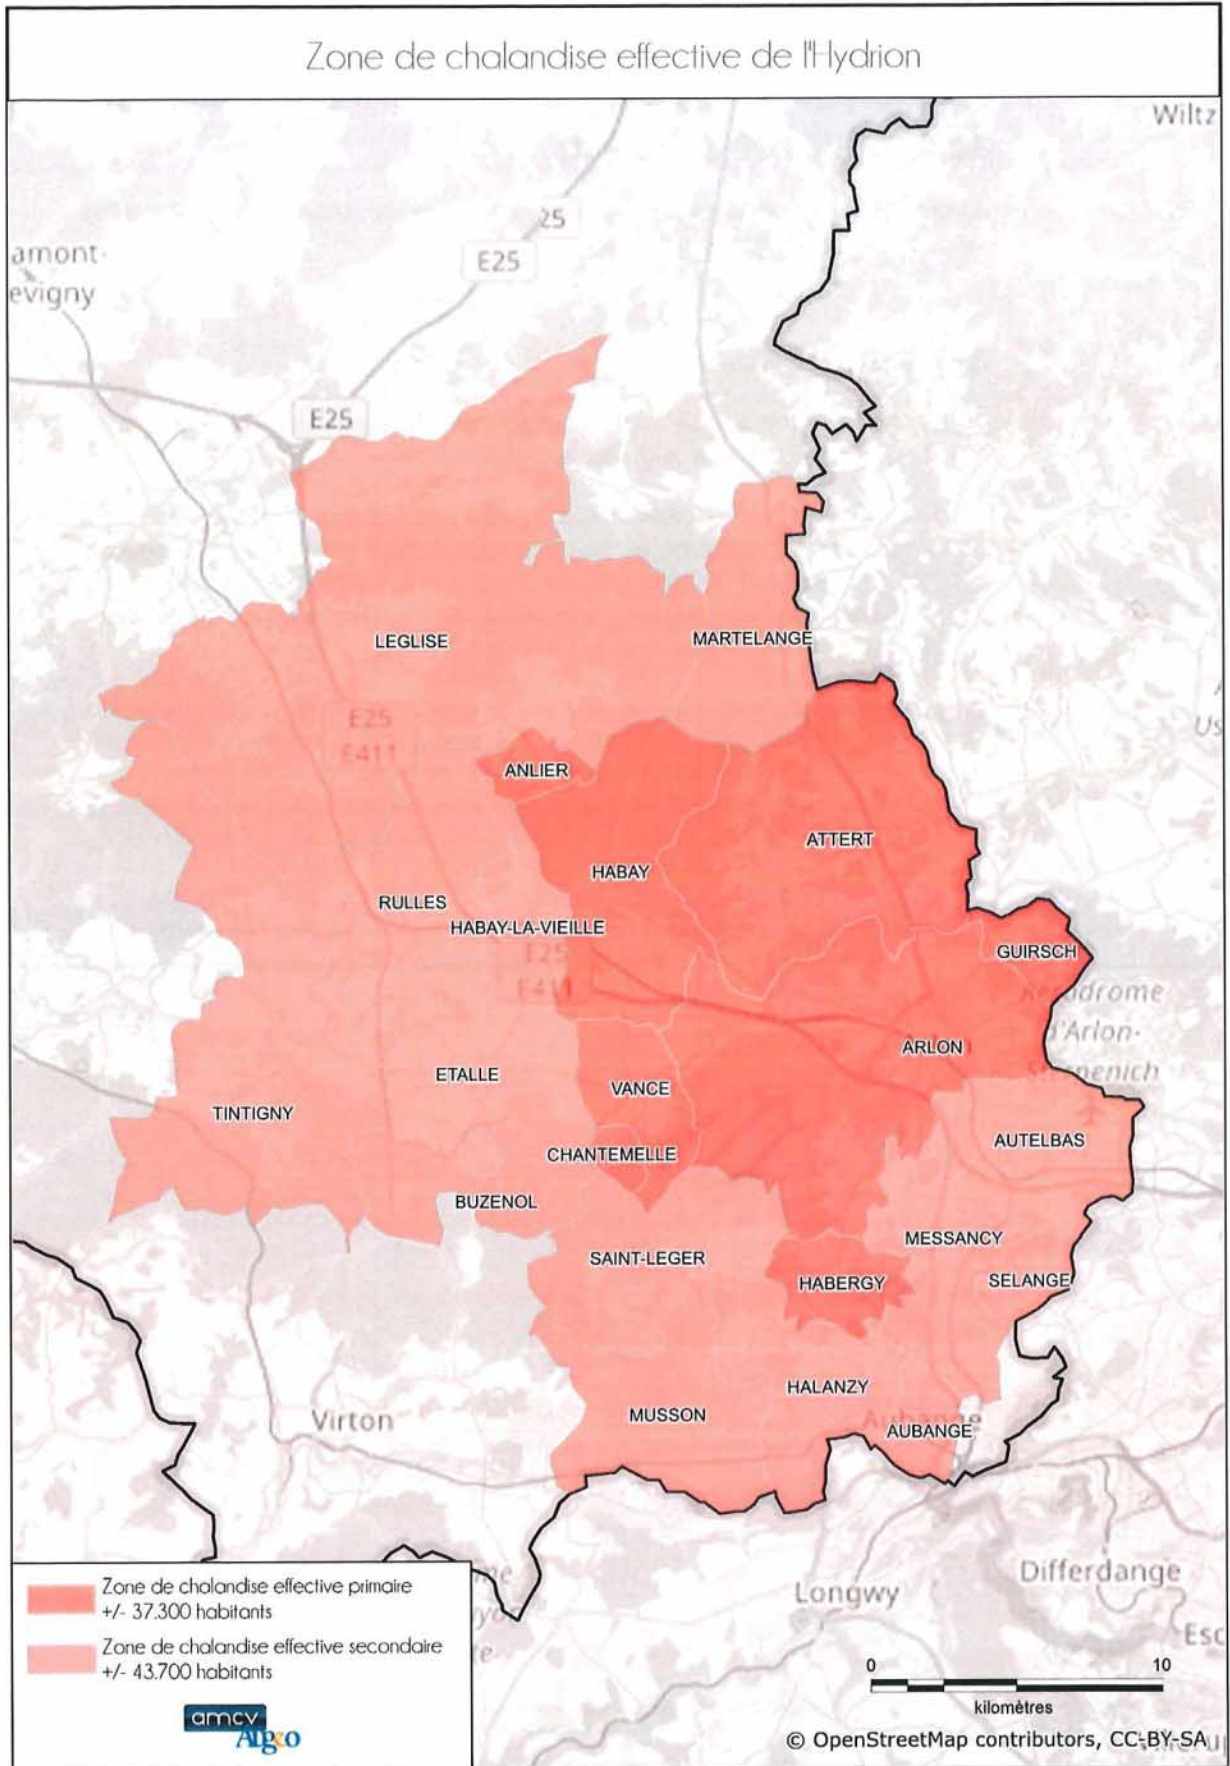 Zone de chalandise effective de l'Hydrion
Wiltz
25
amont-
evigny
E25
E25
LEGLISE
MARTELANGE
E25
E411
ANLIER
ATTERT
HABAY
RULLES
HABAY-LA-VIEILLE
E25
E411
GUIRSCH
d'Arlon-
ARLON
ETALLE
VANCE
TINTIGNY
AUTELBAS
CHANTEMELLE
BUZENOL
MESSANCY
SAINT-LEGER
SELANGE
HABERGY
HALANZY
Virton
MUSSON
AUBANGE
Differdange
Longwy
Esc
Zone de chalandise effective primaire
+/- 37.300 habitants
Zone de chalandise effective secondaire
+/- 43.700 habitants
amcv
0 10
kilomètres
© OpenStreetMap contributors, CC-BY-SA